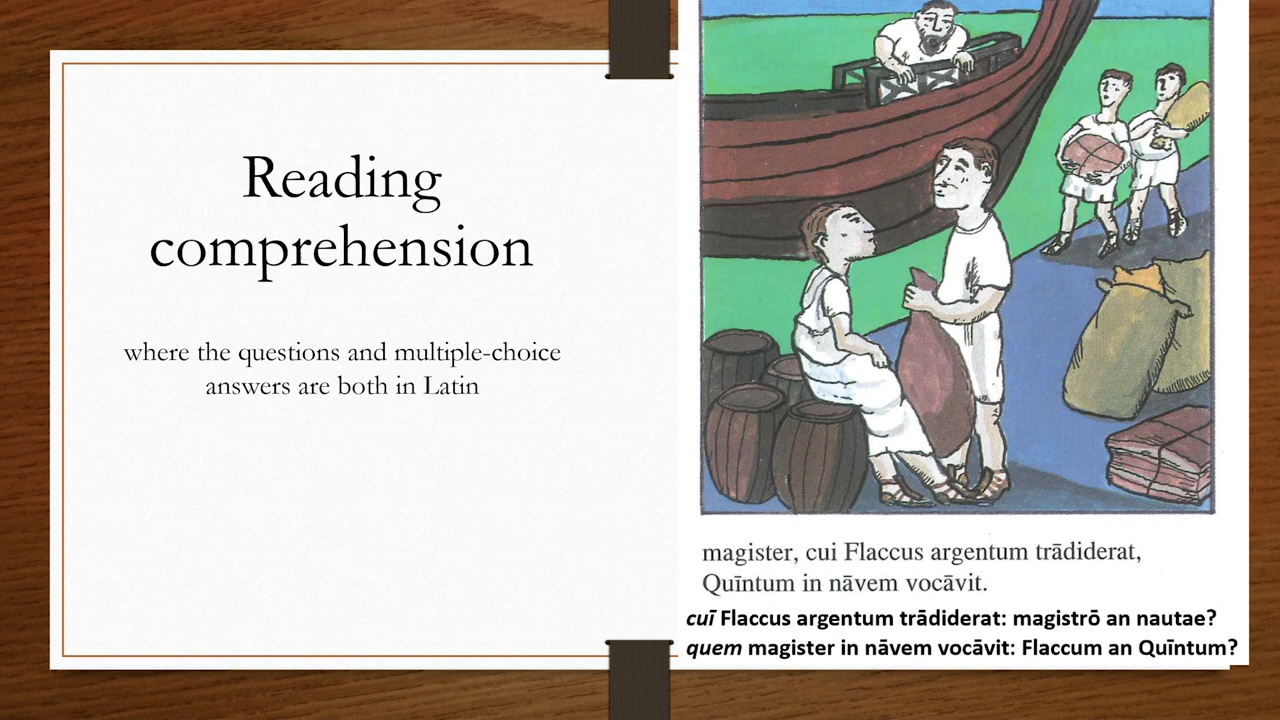 Reading
comprehension
where the questions and multiple-choice
answers are both in Latin
magister, cui Flaccus argentum trādiderat,
Quīntum in nāvem vocāvit.
cuī Flaccus argentum trādiderat: magistrō an nautae?
quem magister in nāvem vocāvit: Flaccum an Quīntum?